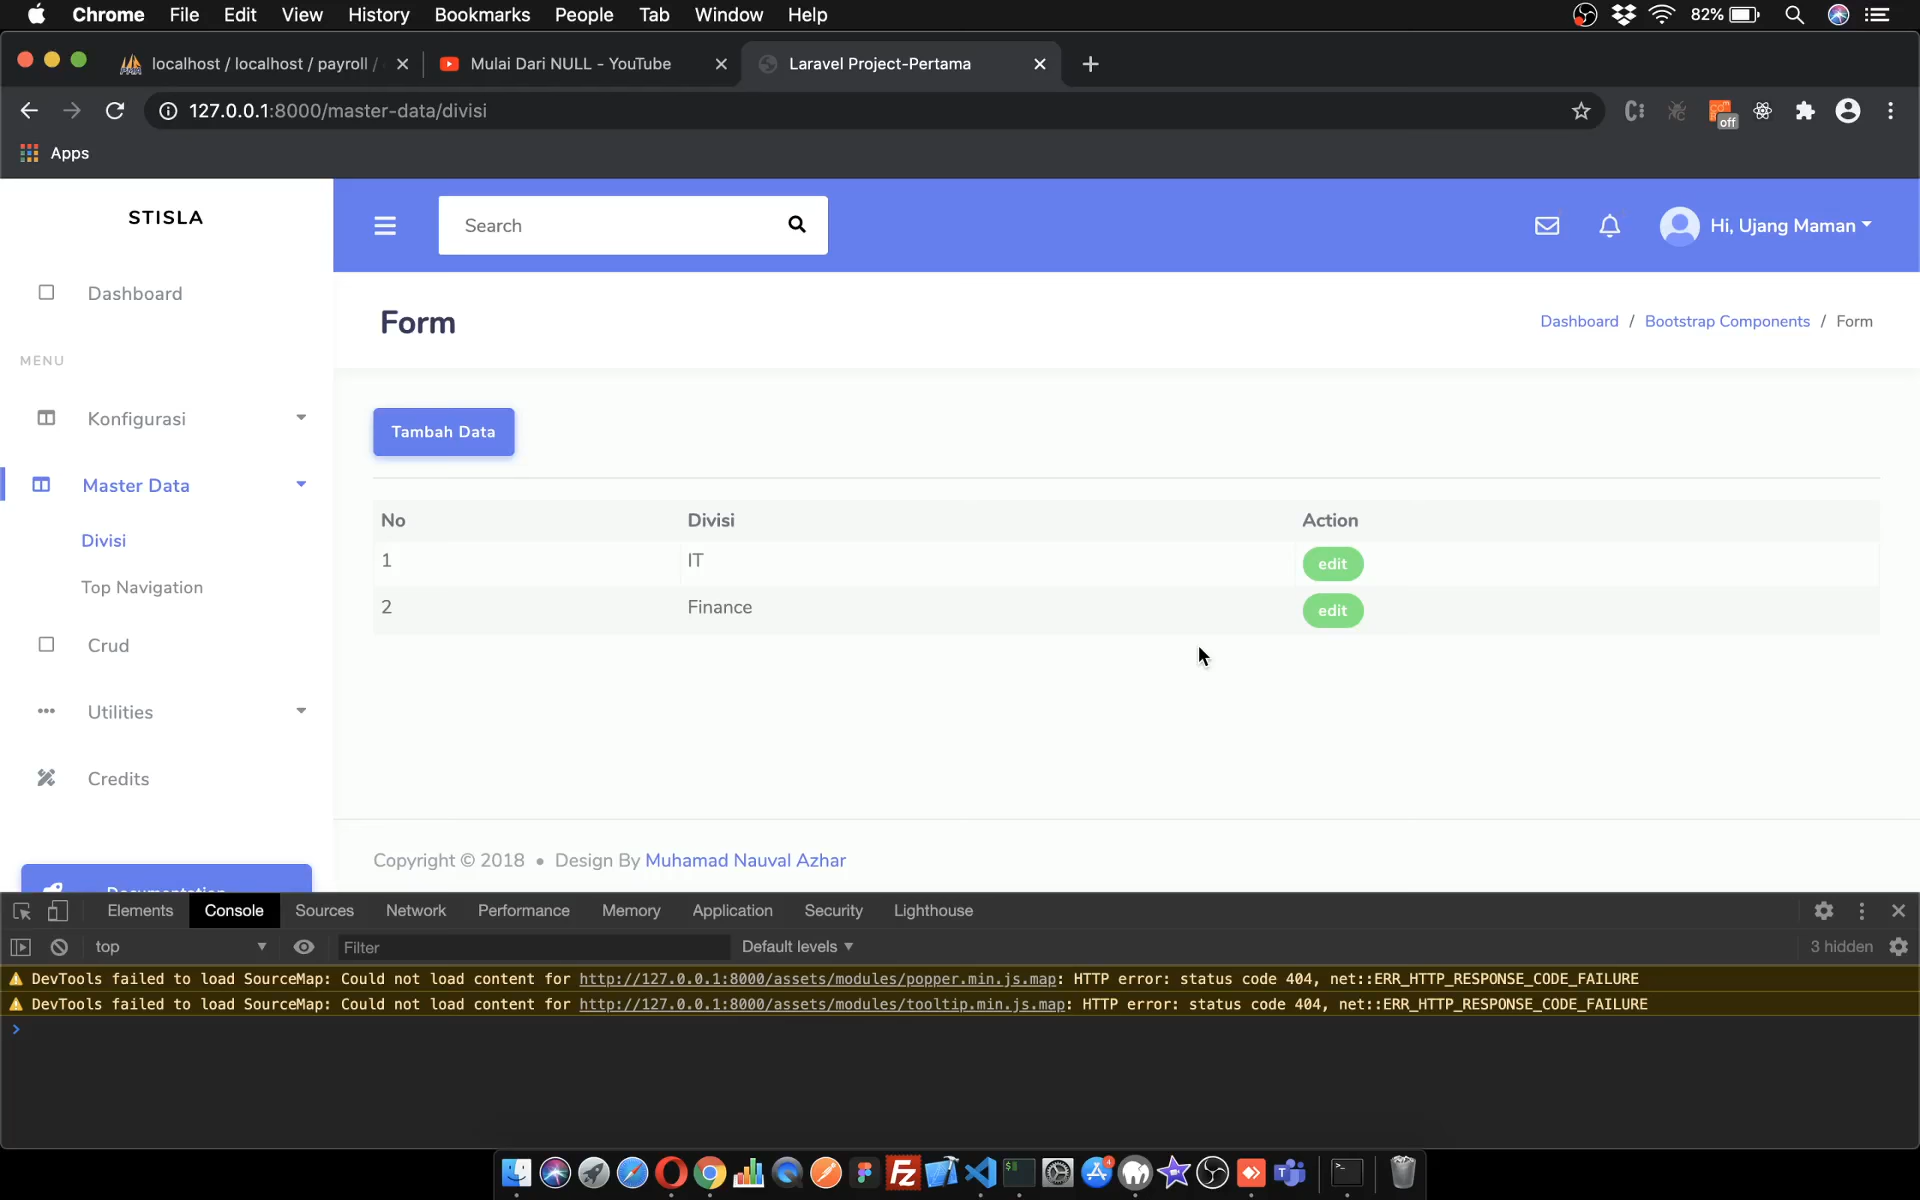 Chrome File Edit View History Bookmarks People Tab Window Help 82%
localhost / localhost / payroll / Mulai Dari NULL - YouTube Laravel Project-Pertama
127.0.0.1:8000/master-data/divisi off
Apps
STISLA
Search
Hi, Ujang Maman
Dashboard
Form
Dashboard / Bootstrap Components / Form
MENU
Konfigurasi
Tambah Data
Master Data
No Divisi Action
Divisi
1 IT edit
Top Navigation
2 Finance edit
Crud
Utilities
Credits
Copyright © 2018 • Design By Muhamad Nauval Azhar
Documentation
Elements Console Sources Network Performance Memory Application Security Lighthouse
top Filter Default levels 3 hidden
DevTools failed to load SourceMap: Could not load content for http://127.0.0.1:8000/assets/modules/popper.min.js.map: HTTP error: status code 404, net::ERR_HTTP_RESPONSE_CODE_FAILURE
DevTools failed to load SourceMap: Could not load content for http://127.0.0.1:8000/assets/modules/tooltip.min.js.map: HTTP error: status code 404, net::ERR_HTTP_RESPONSE_CODE_FAILURE